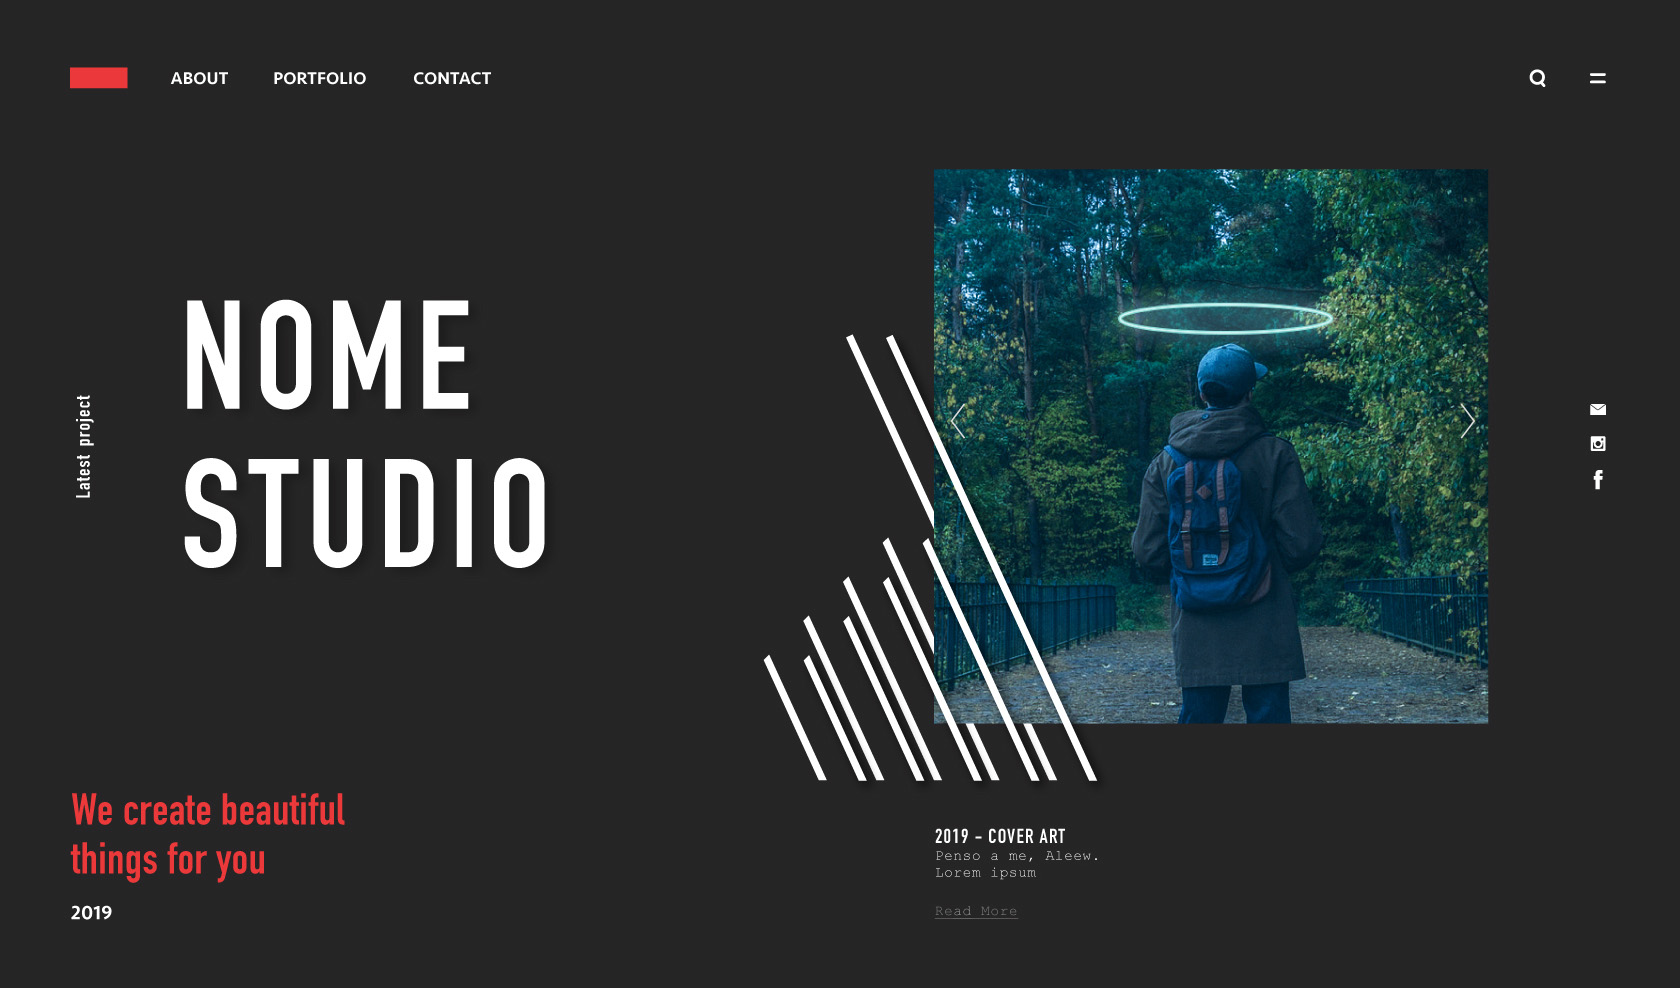 ABOUT PORTFOLIO CONTACT
NOME
STUDIO
Latest project
We create beautiful
things for you
2019
2019 - COVER ART
Penso a me, Aleew.
Lorem ipsum
Read More